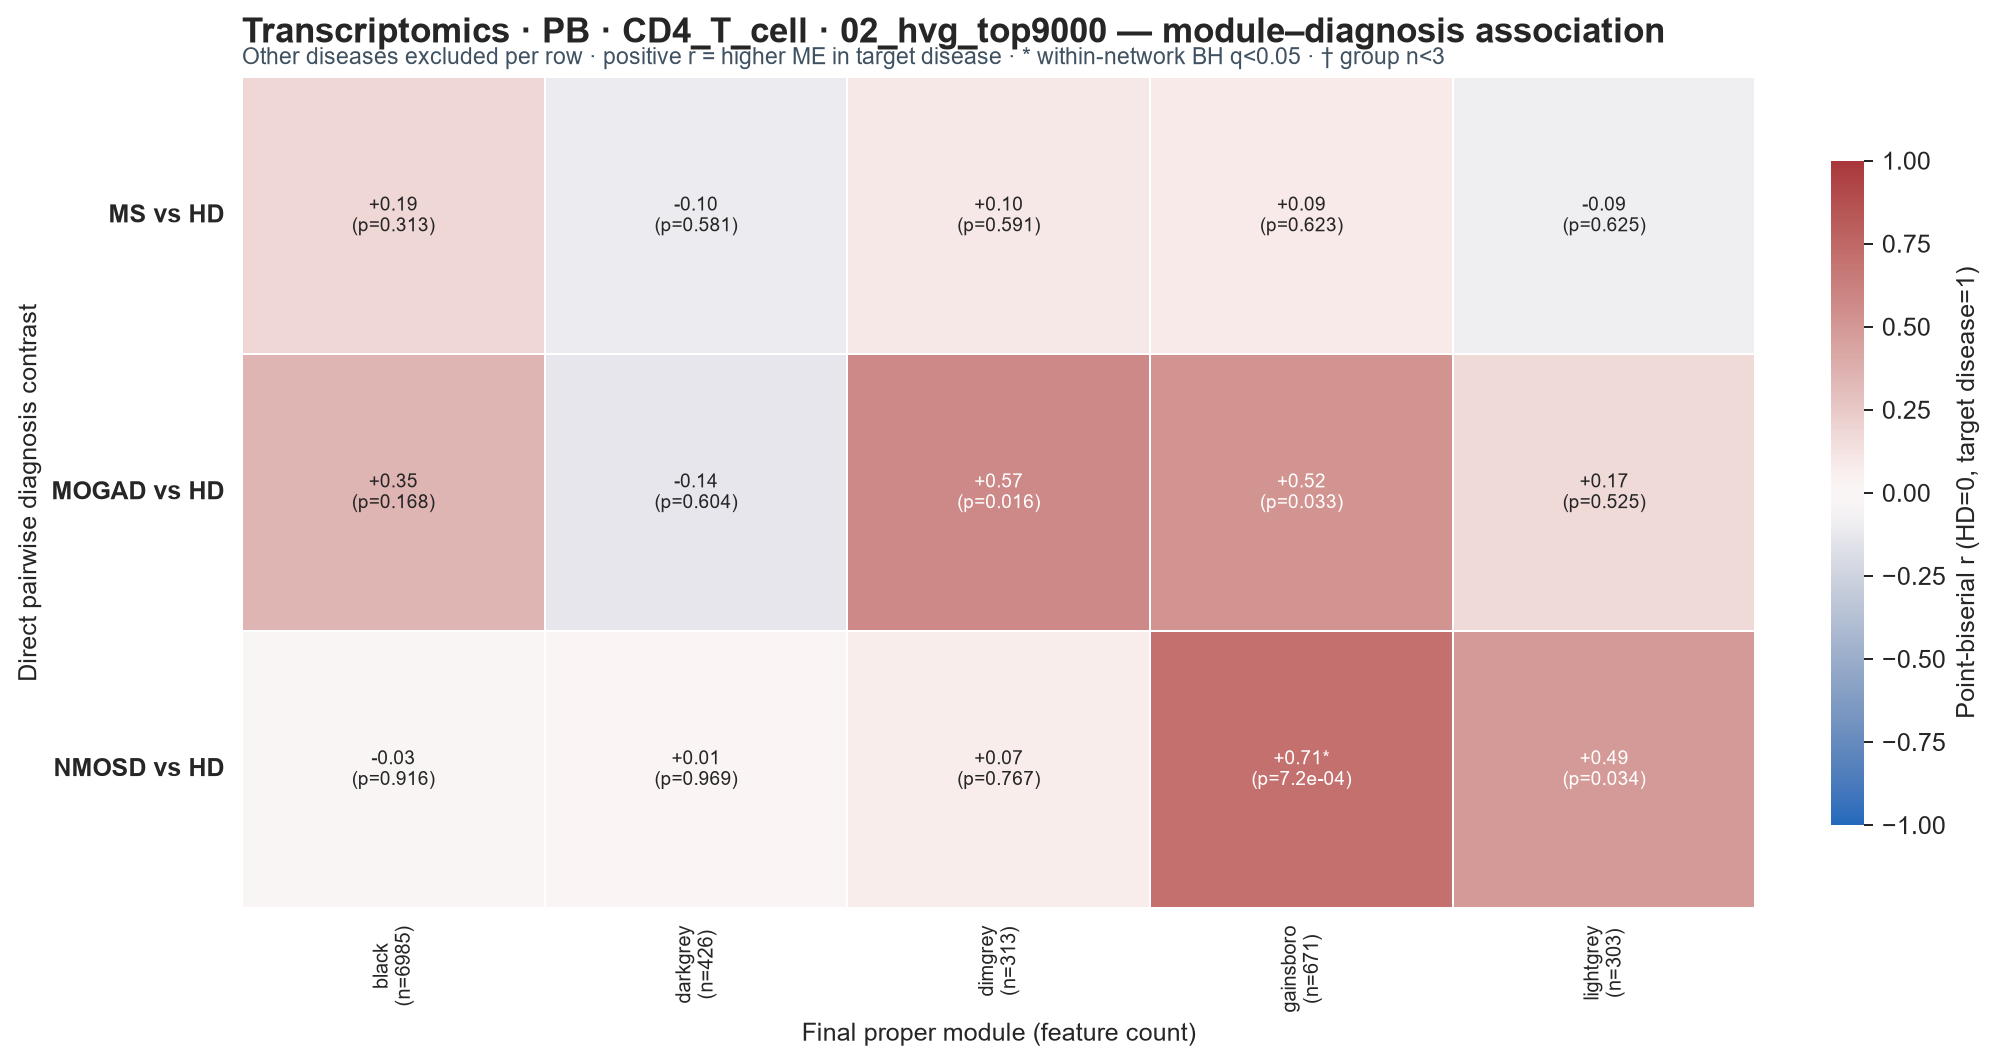 Transcriptomics · PB · CD4_T_cell · 02_hvg_top9000 — module–diagnosis association
Other diseases excluded per row · positive r = higher ME in target disease · * within-network BH q<0.05 · † group n<3
Direct pairwise diagnosis contrast
MS vs HD
+0.19
(p=0.313)
-0.10
(p=0.581)
+0.10
(p=0.591)
+0.09
(p=0.623)
-0.09
(p=0.625)
MOGAD vs HD
+0.35
(p=0.168)
-0.14
(p=0.604)
+0.57
(p=0.016)
+0.52
(p=0.033)
+0.17
(p=0.525)
NMOSD vs HD
-0.03
(p=0.916)
+0.01
(p=0.969)
+0.07
(p=0.767)
+0.71*
(p=7.2e-04)
+0.49
(p=0.034)
black
(n=6985)
darkgrey
(n=426)
dimgrey
(n=313)
gainsboro
(n=671)
lightgrey
(n=303)
Final proper module (feature count)
1.00
0.75
0.50
0.25
0.00
−0.25
−0.50
−0.75
−1.00
Point-biserial r (HD=0, target disease=1)